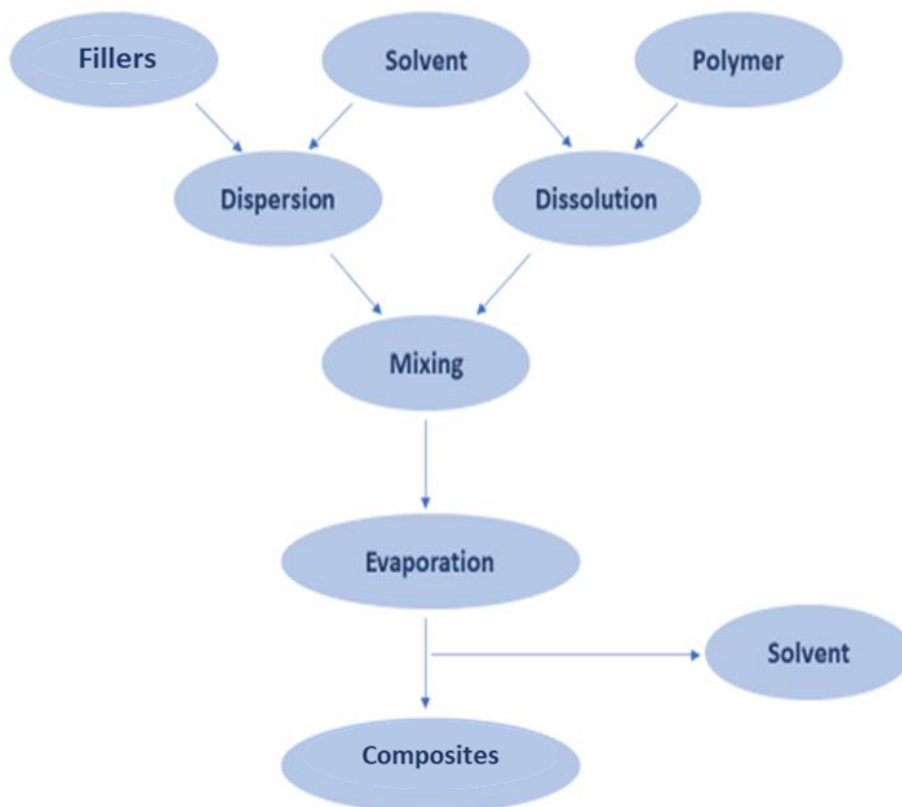 Fillers
Solvent
Polymer
Dispersion
Dissolution
Mixing
Evaporation
Solvent
Composites